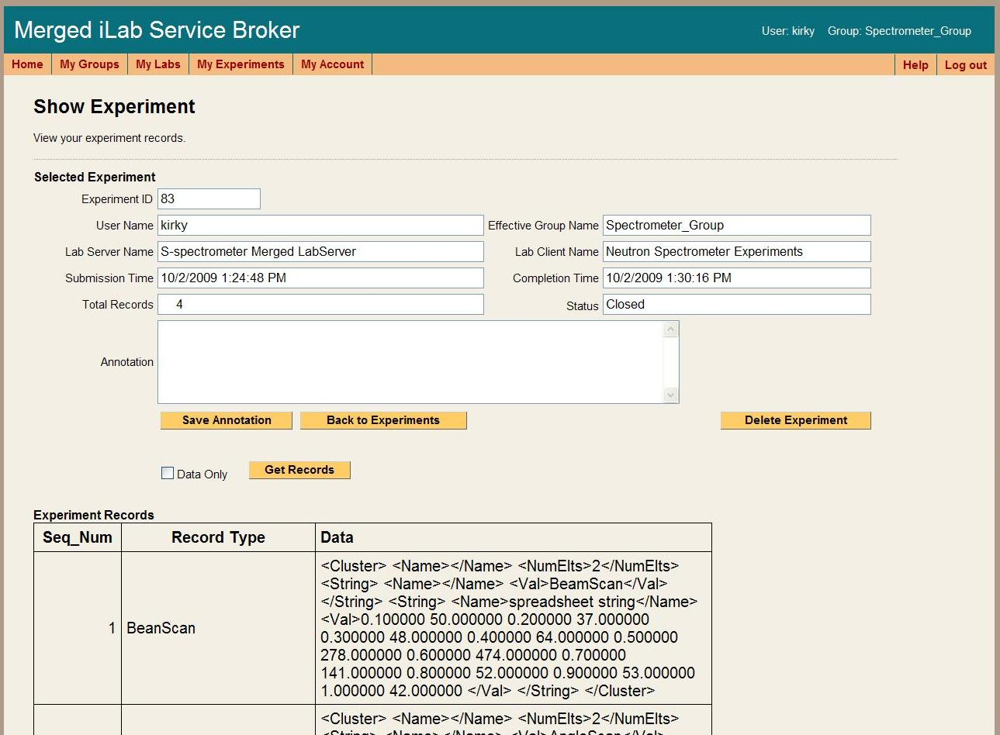 Merged iLab Service Broker
User: kirky Group: Spectrometer_Group
Home My Groups My Labs My Experiments My Account Help Log out
Show Experiment
View your experiment records.
Selected Experiment
Experiment ID 83
User Name kirky Effective Group Name Spectrometer_Group
Lab Server Name S-spectrometer Merged LabServer Lab Client Name Neutron Spectrometer Experiments
Submission Time 10/2/2009 1:24:48 PM Completion Time 10/2/2009 1:30:16 PM
Total Records 4 Status Closed
Annotation
Save Annotation Back to Experiments Delete Experiment
Data Only Get Records
Experiment Records
Seq_Num Record Type Data
1 BeanScan
<Cluster> <Name></Name> <NumElts>2</NumElts>
<String> <Name></Name> <Val>BeamScan</Val>
</String> <String> <Name>spreadsheet string</Name>
<Val>0.100000 50.000000 0.200000 37.000000
0.300000 48.000000 0.400000 64.000000 0.500000
278.000000 0.600000 474.000000 0.700000
141.000000 0.800000 52.000000 0.900000 53.000000
1.000000 42.000000 </Val> </String> </Cluster>
<Cluster> <Name></Name> <NumElts>2</NumElts>
<String> <Name></Name> <Val>AngleScan</Val>